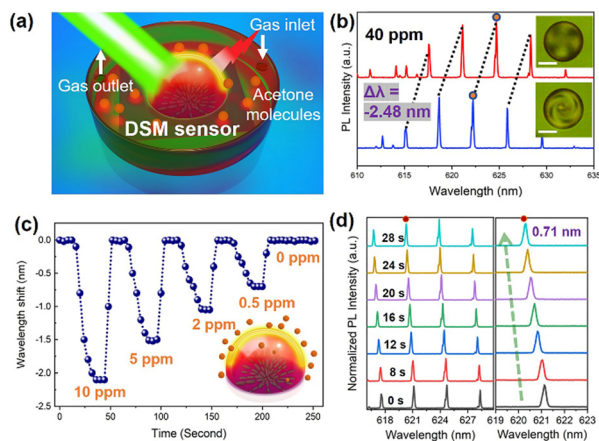 (a)
Gas inlet
Gas outlet
Acetone
molecules
DSM sensor
(b)
40 ppm
Δλ =
-2.48 nm
PL Intensity (a.u.)
610 615 620 625 630 635
Wavelength (nm)
(c)
0.0
-0.5
-1.0
-1.5
-2.0
-2.5
Wavelength shift (nm)
0 ppm
0.5 ppm
2 ppm
5 ppm
10 ppm
0 50 100 150 200 250
Time (Second)
(d)
0.71 nm
28 s
24 s
20 s
16 s
12 s
8 s
0 s
Normalized PL Intensity (a.u.)
618 621 624 627
619 620 621 622 623
Wavelength (nm)
Wavelength (nm)